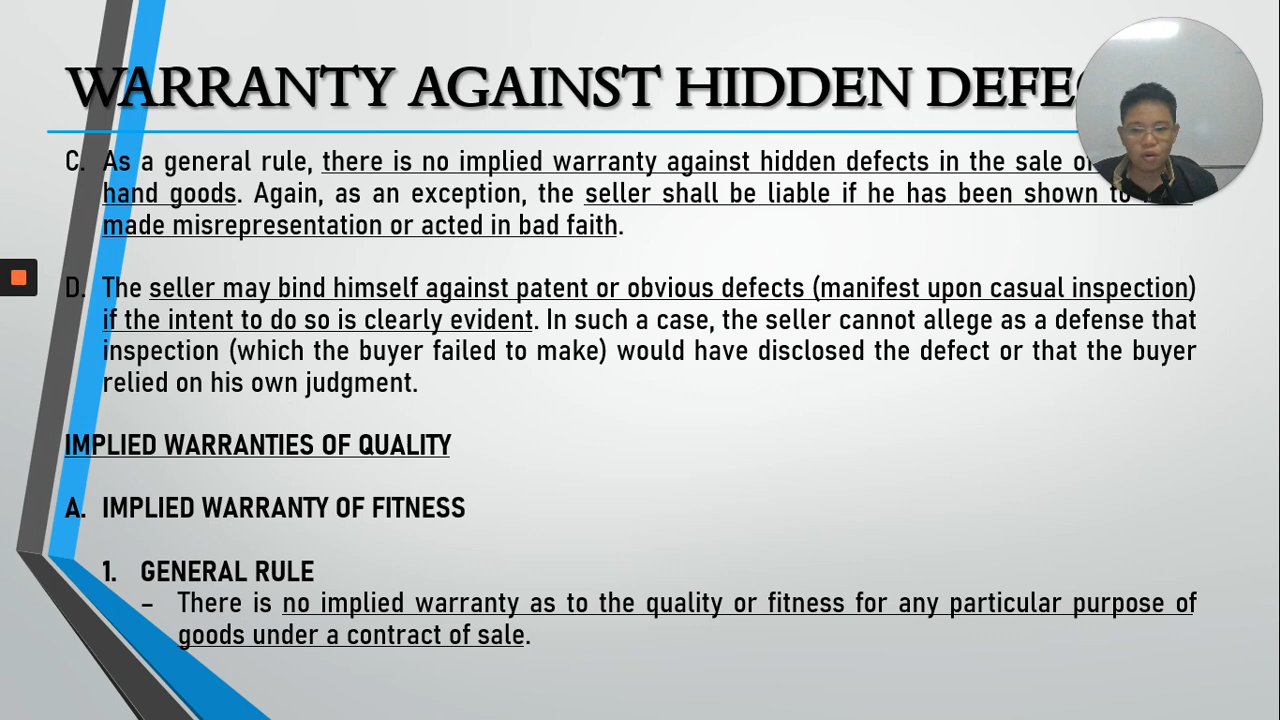 WARRANTY AGAINST HIDDEN
C. As a general rule, there is no implied warranty against hidden defects in the sale
hand goods. Again, as an exception, the seller shall be liable if he has been shown
made misrepresentation or acted in bad faith.
D. The seller may bind himself against patent or obvious defects (manifest upon casual inspection)
if the intent to do so is clearly evident. In such a case, the seller cannot allege as a defense that
inspection (which the buyer failed to make) would have disclosed the defect or that the buyer
relied on his own judgment.
IMPLIED WARRANTIES OF QUALITY
A. IMPLIED WARRANTY OF FITNESS
1. GENERAL RULE
– There is no implied warranty as to the quality or fitness for any particular purpose of
goods under a contract of sale.